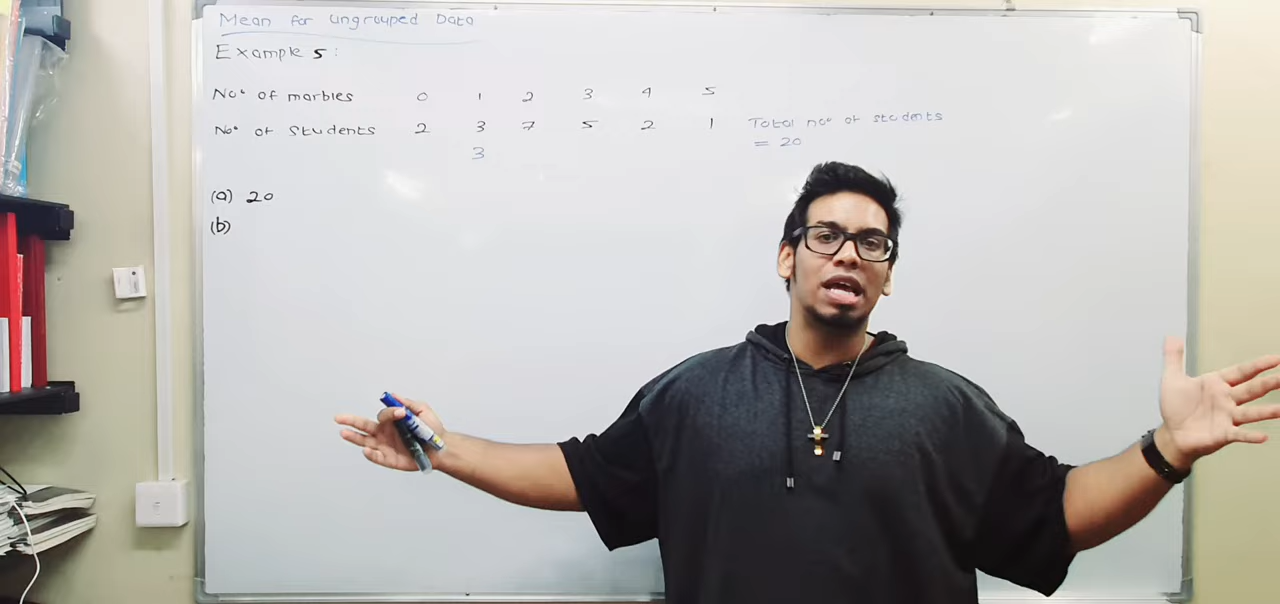 Mean for Ungrouped Data
Example 5:
No. of marbles 0 1 2 3 4 5
No. of Students 2 3 7 5 2 1 Total no. of students
3 = 20
(a) 20
(b)